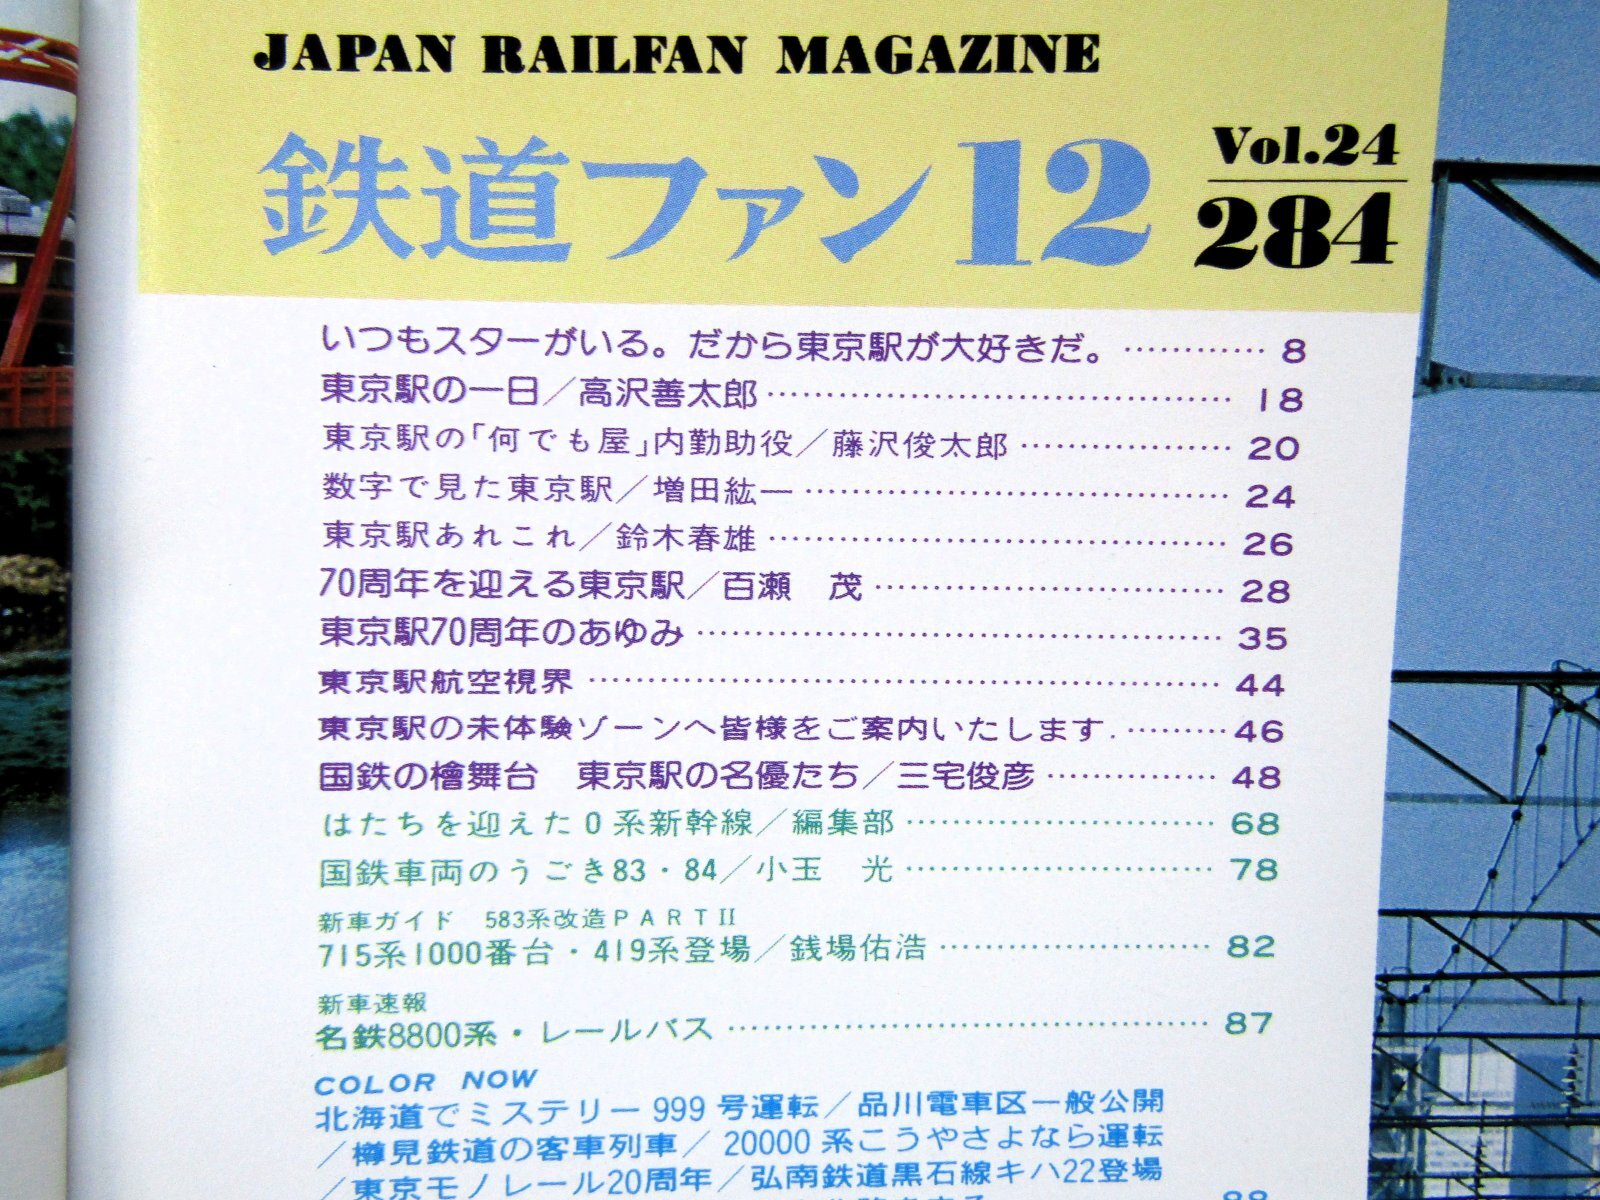 JAPAN RAILFAN MAGAZINE
鉄道ファン12 Vol.24
284
いつもスターがいる。だから東京駅が大好きだ。…………8
東京駅の一日／高沢善太郎…………18
東京駅の「何でも屋」内勤助役／藤沢俊太郎…………20
数字で見た東京駅／増田紘一…………24
東京駅あれこれ／鈴木春雄…………26
70周年を迎える東京駅／百瀬　茂…………28
東京駅70周年のあゆみ…………35
東京駅航空視界…………44
東京駅の未体験ゾーンへ皆様をご案内いたします.…………46
国鉄の檜舞台　東京駅の名優たち／三宅俊彦…………48
はたちを迎えた0系新幹線／編集部…………68
国鉄車両のうごき83・84／小玉　光…………78
新車ガイド　583系改造PARTⅡ
715系1000番台・419系登場／銭場佑浩…………82
新車速報
名鉄8800系・レールバス…………87
COLOR NOW
北海道でミステリー999号運転／品川電車区一般公開
／樽見鉄道の客車列車／20000系こうやさよなら運転
／東京モノレール20周年／弘南鉄道黒石線キハ22登場
88